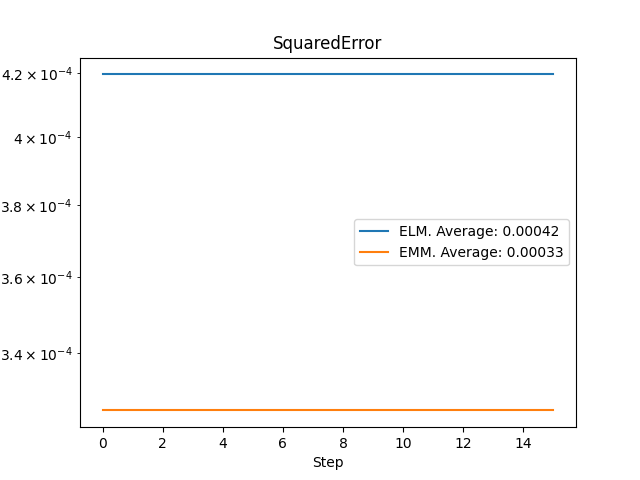 SquaredError
4.2 × 10⁻⁴
4 × 10⁻⁴
3.8 × 10⁻⁴
3.6 × 10⁻⁴
3.4 × 10⁻⁴
ELM. Average: 0.00042
EMM. Average: 0.00033
0 2 4 6 8 10 12 14
Step